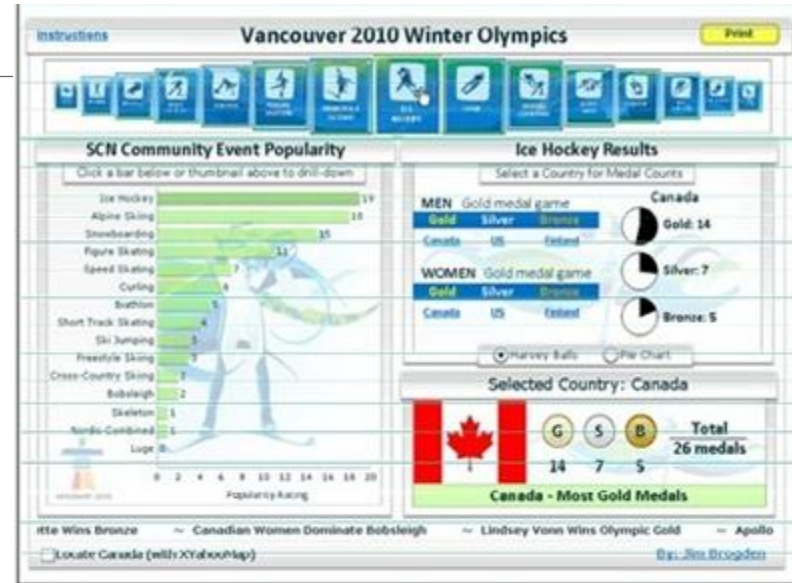 Instructions
Vancouver 2010 Winter Olympics
Print
SCN Community Event Popularity
Click a bar below or thumbnail above to drill-down
Ice Hockey 19
Alpine Skiing 18
Snowboarding 15
Figure Skating 11
Speed Skating 7
Curling 6
Biathlon 5
Short Track Skating 4
Ski Jumping 3
Freestyle Skiing 3
Cross-Country Skiing 2
Bobsleigh 2
Skeleton 1
Nordic Combined 1
Luge 0
0 2 4 6 8 10 12 14 16 18 20
Popularity Rating
Ice Hockey Results
Select a Country for Medal Counts
MEN Gold medal game
Gold Silver Bronze
Canada US Finland
WOMEN Gold medal game
Gold Silver Bronze
Canada US Finland
Canada
Gold: 14
Silver: 7
Bronze: 5
Harvey Balls Pie Chart
Selected Country: Canada
G S B Total
14 7 5 26 medals
Canada - Most Gold Medals
tte Wins Bronze ~ Canadian Women Dominate Bobsleigh ~ Lindsey Vonn Wins Olympic Gold ~ Apollo
Locate Canada (with XYahooMap)
By: Jim Brogden